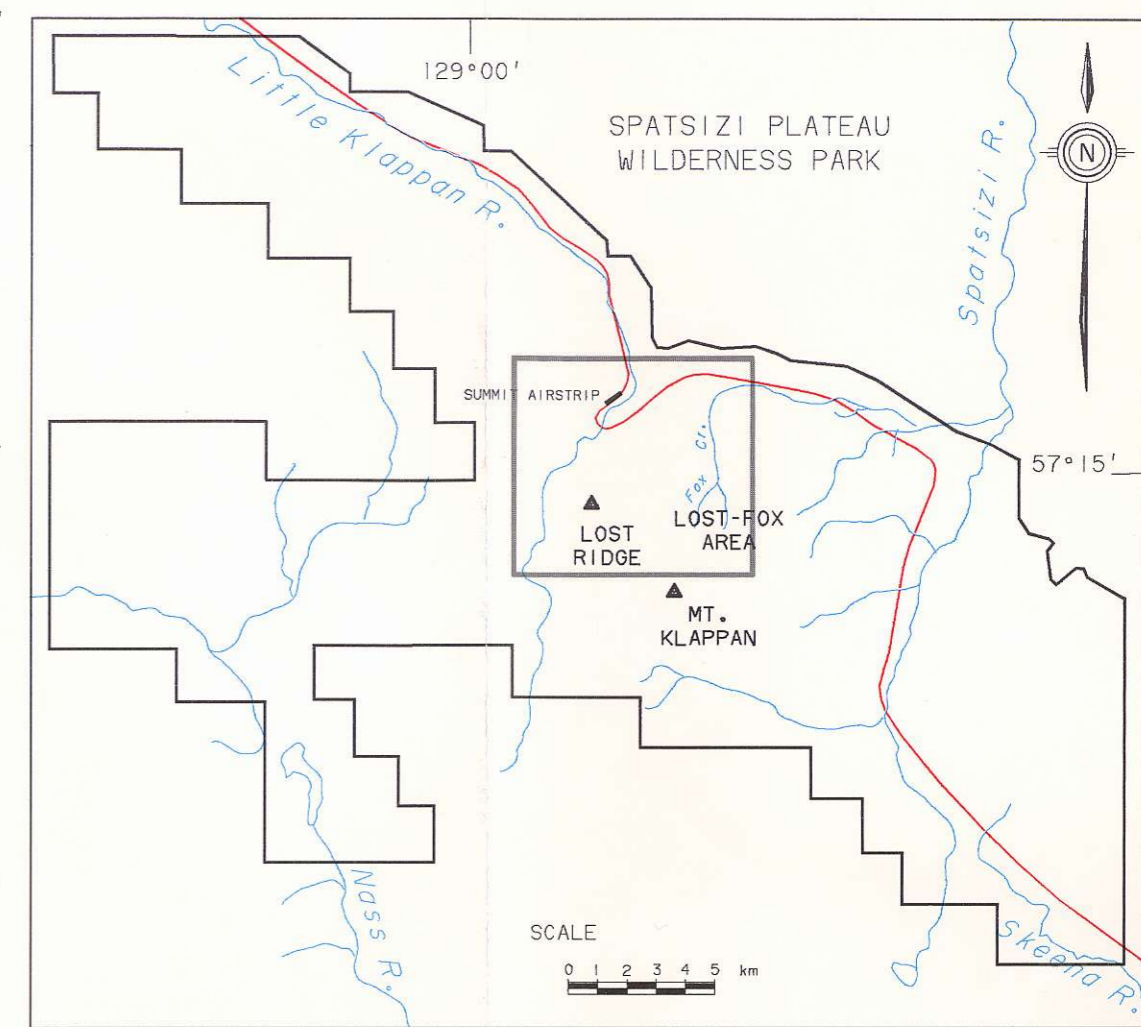 129°00'
Little Klappan R.
SPATSIZI PLATEAU
WILDERNESS PARK
N
Spatsizi R.
SUMMIT AIRSTRIP
57°15'
Fox Cr.
LOST
RIDGE
LOST-FOX
AREA
MT.
KLAPPAN
Nass R.
SCALE
0 1 2 3 4 5 km
Skeena R.